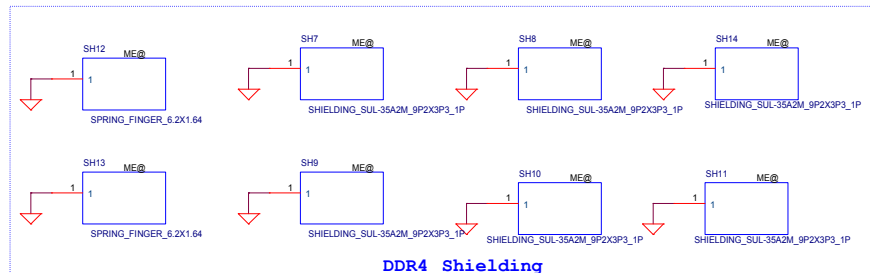 SH12
ME@
1
1
SPRING_FINGER_6.2X1.64
SH7
ME@
1
1
SHIELDING_SUL-35A2M_9P2X3P3_1P
SH8
ME@
1
1
SHIELDING_SUL-35A2M_9P2X3P3_1P
SH14
ME@
1
1
SHIELDING_SUL-35A2M_9P2X3P3_1P
SH13
ME@
1
1
SPRING_FINGER_6.2X1.64
SH9
ME@
1
1
SHIELDING_SUL-35A2M_9P2X3P3_1P
SH10
ME@
1
1
SHIELDING_SUL-35A2M_9P2X3P3_1P
SH11
ME@
1
1
SHIELDING_SUL-35A2M_9P2X3P3_1P
DDR4 Shielding